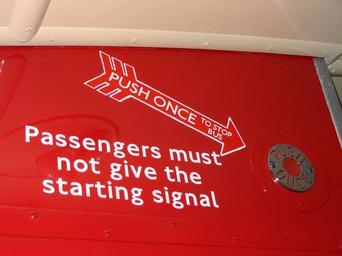 PUSH ONCE TO STOP
BUS
Passengers must
not give the
starting signal
PUSH
ONCE